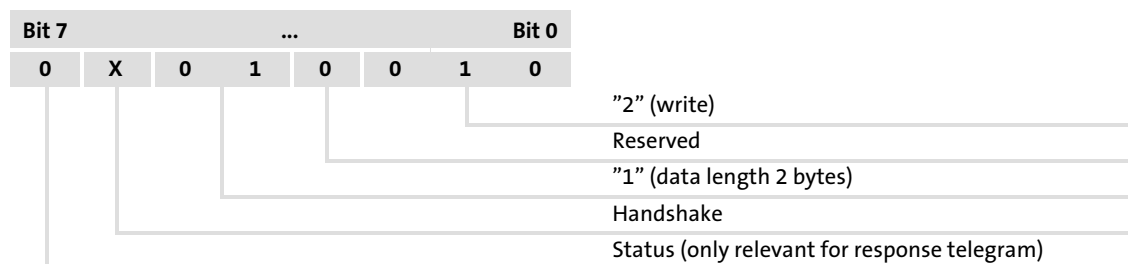 Bit 7 ... Bit 0
0 X 0 1 0 0 1 0
”2” (write)
Reserved
”1” (data length 2 bytes)
Handshake
Status (only relevant for response telegram)